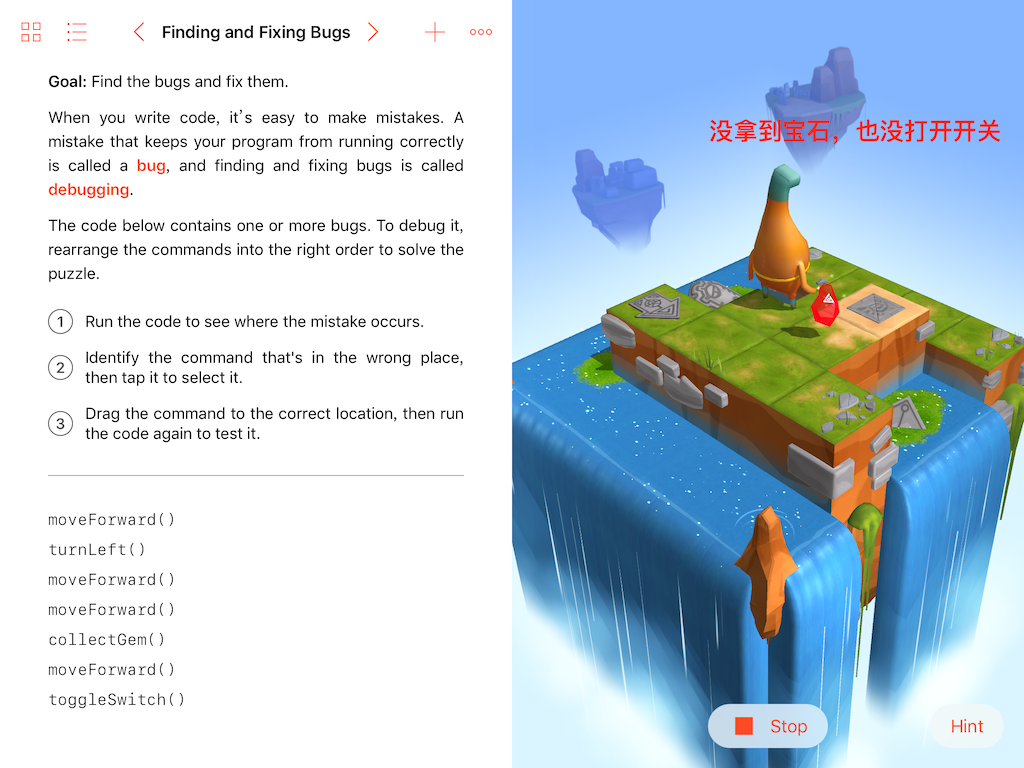 Finding and Fixing Bugs
Goal: Find the bugs and fix them.
When you write code, it's easy to make mistakes. A
mistake that keeps your program from running correctly
is called a bug, and finding and fixing bugs is called
debugging.
The code below contains one or more bugs. To debug it,
rearrange the commands into the right order to solve the
puzzle.
1 Run the code to see where the mistake occurs.
2 Identify the command that's in the wrong place,
then tap it to select it.
3 Drag the command to the correct location, then run
the code again to test it.
moveForward()
turnLeft()
moveForward()
moveForward()
collectGem()
moveForward()
toggleSwitch()
没拿到宝石，也没打开开关
Stop
Hint